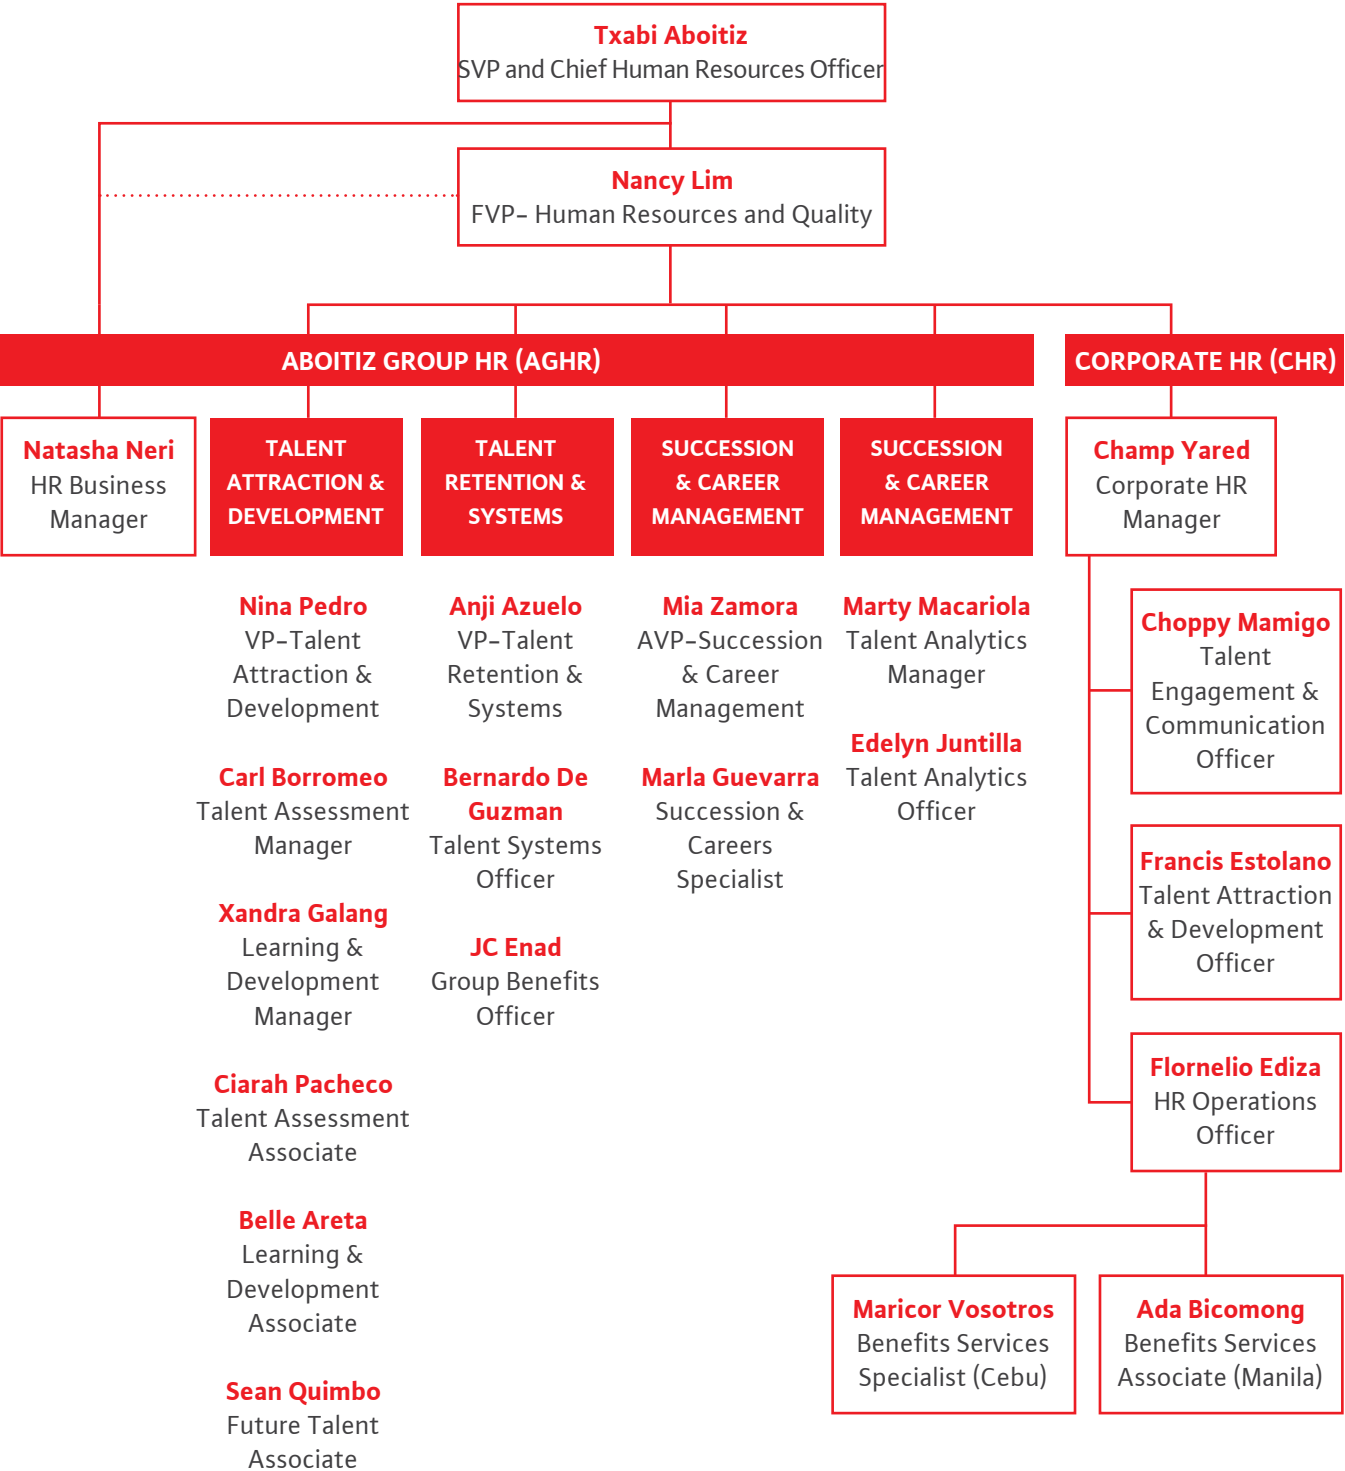 Txabi Aboitiz
SVP and Chief Human Resources Officer
Nancy Lim
FVP– Human Resources and Quality
ABOITIZ GROUP HR (AGHR)
CORPORATE HR (CHR)
Natasha Neri
HR Business
Manager
TALENT
ATTRACTION &
DEVELOPMENT
Nina Pedro
VP–Talent
Attraction &
Development
Carl Borromeo
Talent Assessment
Manager
Xandra Galang
Learning &
Development
Manager
Ciarah Pacheco
Talent Assessment
Associate
Belle Areta
Learning &
Development
Associate
Sean Quimbo
Future Talent
Associate
TALENT
RETENTION &
SYSTEMS
Anji Azuelo
VP–Talent
Retention &
Systems
Bernardo De
Guzman
Talent Systems
Officer
JC Enad
Group Benefits
Officer
SUCCESSION
& CAREER
MANAGEMENT
Mia Zamora
AVP–Succession
& Career
Management
Marla Guevarra
Succession &
Careers
Specialist
SUCCESSION
& CAREER
MANAGEMENT
Marty Macariola
Talent Analytics
Manager
Edelyn Juntilla
Talent Analytics
Officer
Champ Yared
Corporate HR
Manager
Choppy Mamigo
Talent
Engagement &
Communication
Officer
Francis Estolano
Talent Attraction
& Development
Officer
Flornelio Ediza
HR Operations
Officer
Maricor Vosotros
Benefits Services
Specialist (Cebu)
Ada Bicomong
Benefits Services
Associate (Manila)